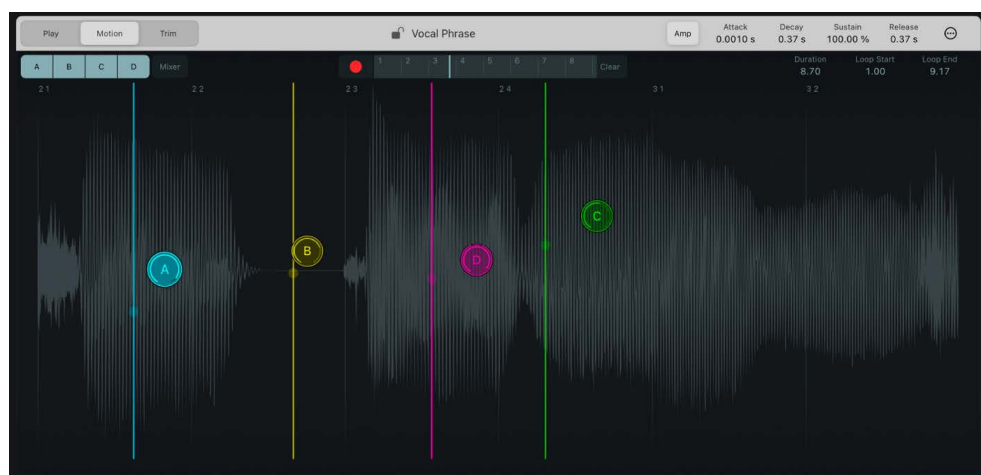 Play Motion Trim Vocal Phrase Amp Attack Decay Sustain Release
0.0010 s 0.37 s 100.00 % 0.37 s
A B C D Mixer 1 2 3 4 5 6 7 8 Clear Duration Loop Start Loop End
8.70 1.00 9.17
2 1 2 2 2 3 2 4 3 1 3 2
C
B
D
A